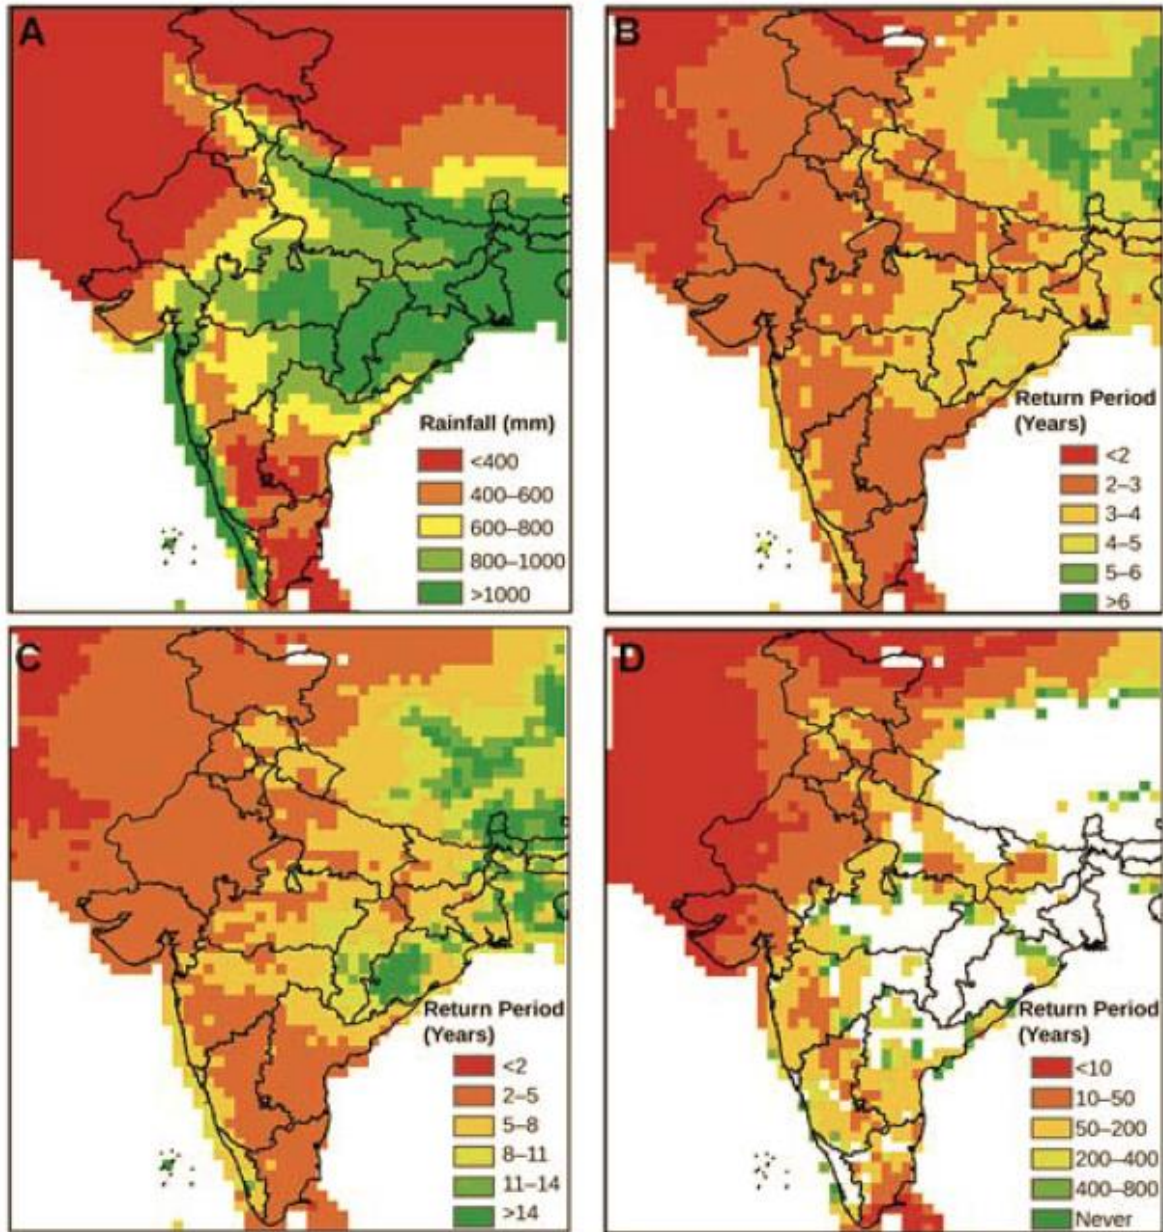 A
B
Rainfall (mm)
<400
400–600
600–800
800–1000
>1000
Return Period
(Years)
<2
2–3
3–4
4–5
5–6
>6
C
D
Return Period
(Years)
<2
2–5
5–8
8–11
11–14
>14
Return Period
(Years)
<10
10–50
50–200
200–400
400–800
Never